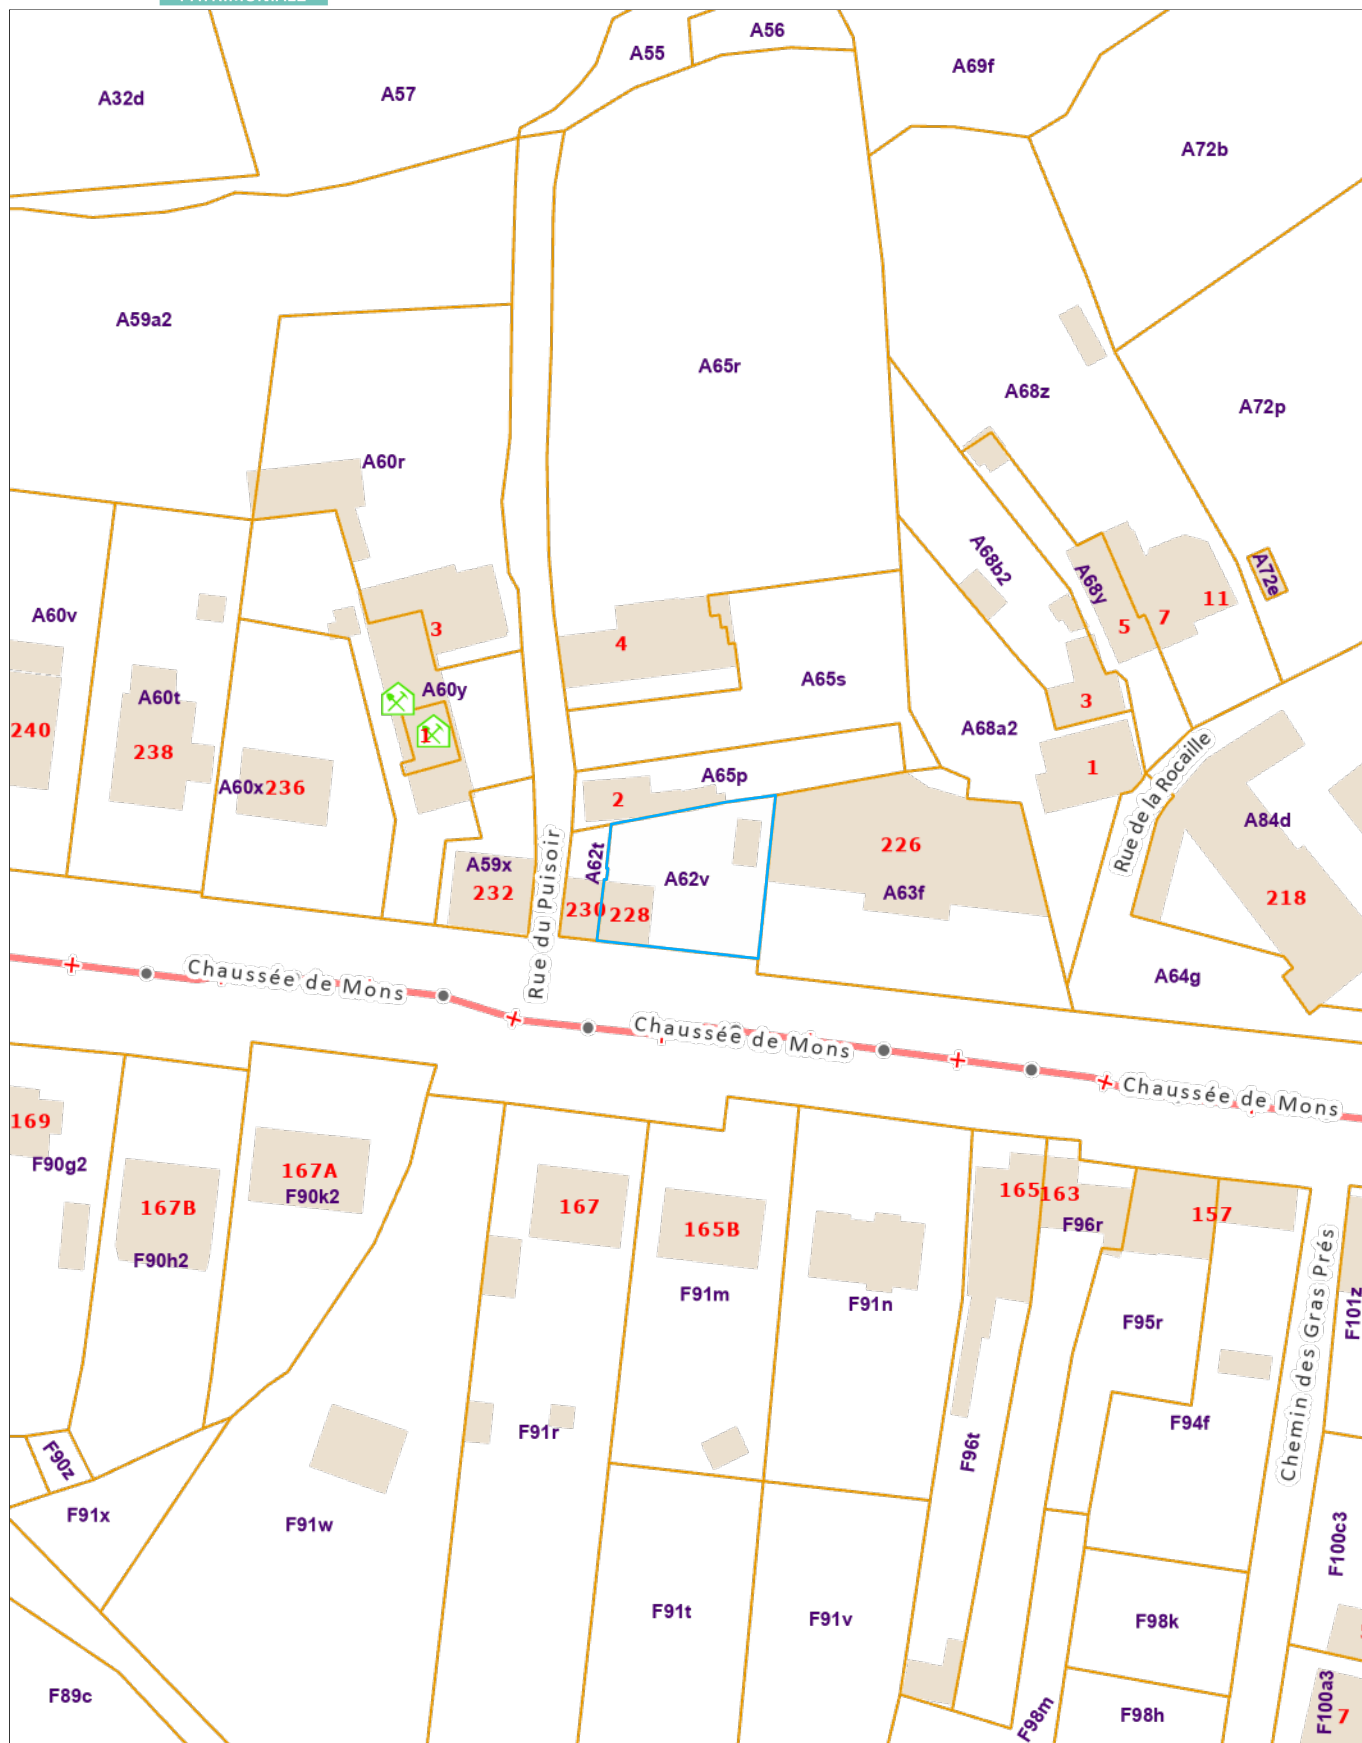 A56
A55
A69f
A57
A32d
A72b
A59a2
A65r
A68z
A72p
A60r
A68b2
A72e
A68y
11
A60v
7
5
3
4
A65s
A60y
A60t
3
A68a2
240
238
1
Rue de la Rocaille
1
A65p
A60x
236
2
A84d
226
A62t
A59x
A62v
232
A63f
218
230
228
Rue du Puisoir
A64g
Chaussée de Mons
Chaussée de Mons
Chaussée de Mons
169
F90g2
167A
F90k2
165
163
167B
167
157
165B
F96r
F90h2
F91m
F91n
F101z
F95r
Chemin des Gras Prés
F91r
F94f
F96t
F90z
F91x
F91w
F100c3
F91t
F91v
F98k
F89c
F98m
F98h
F100a3
7